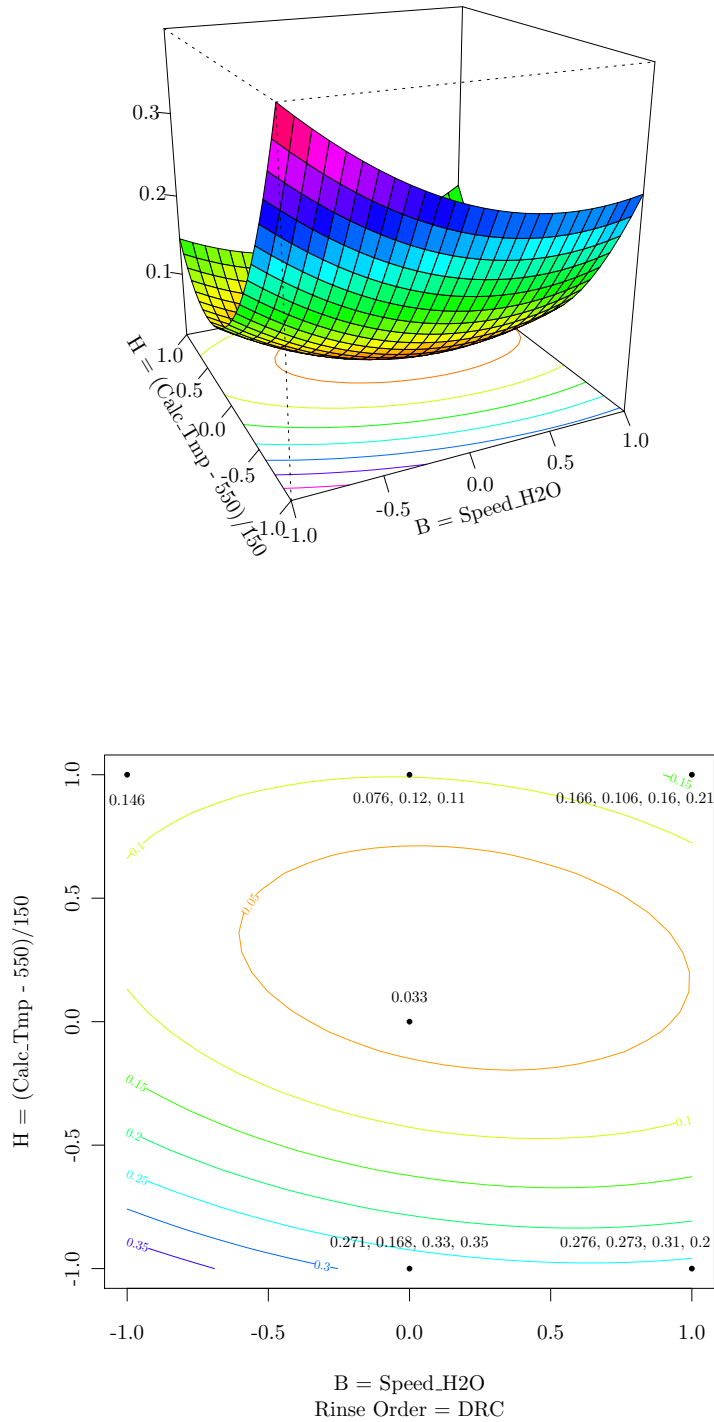 0.3
0.2
0.1
H = (Calc_Tmp - 550)/150
1.0
0.5
0.0
-0.5
-1.0
-1.0
-0.5
0.0
0.5
1.0
B = Speed_H2O
1.0
0.5
0.0
-0.5
-1.0
H = (Calc_Tmp - 550)/150
0.146
0.076, 0.12, 0.11
0.166, 0.106, 0.16, 0.21
0.15
0.1
0.05
0.033
0.1
0.15
0.2
0.25
0.35
0.3
0.271, 0.168, 0.33, 0.35
0.276, 0.273, 0.31, 0.2
-1.0 -0.5 0.0 0.5 1.0
B = Speed_H2O
Rinse Order = DRC